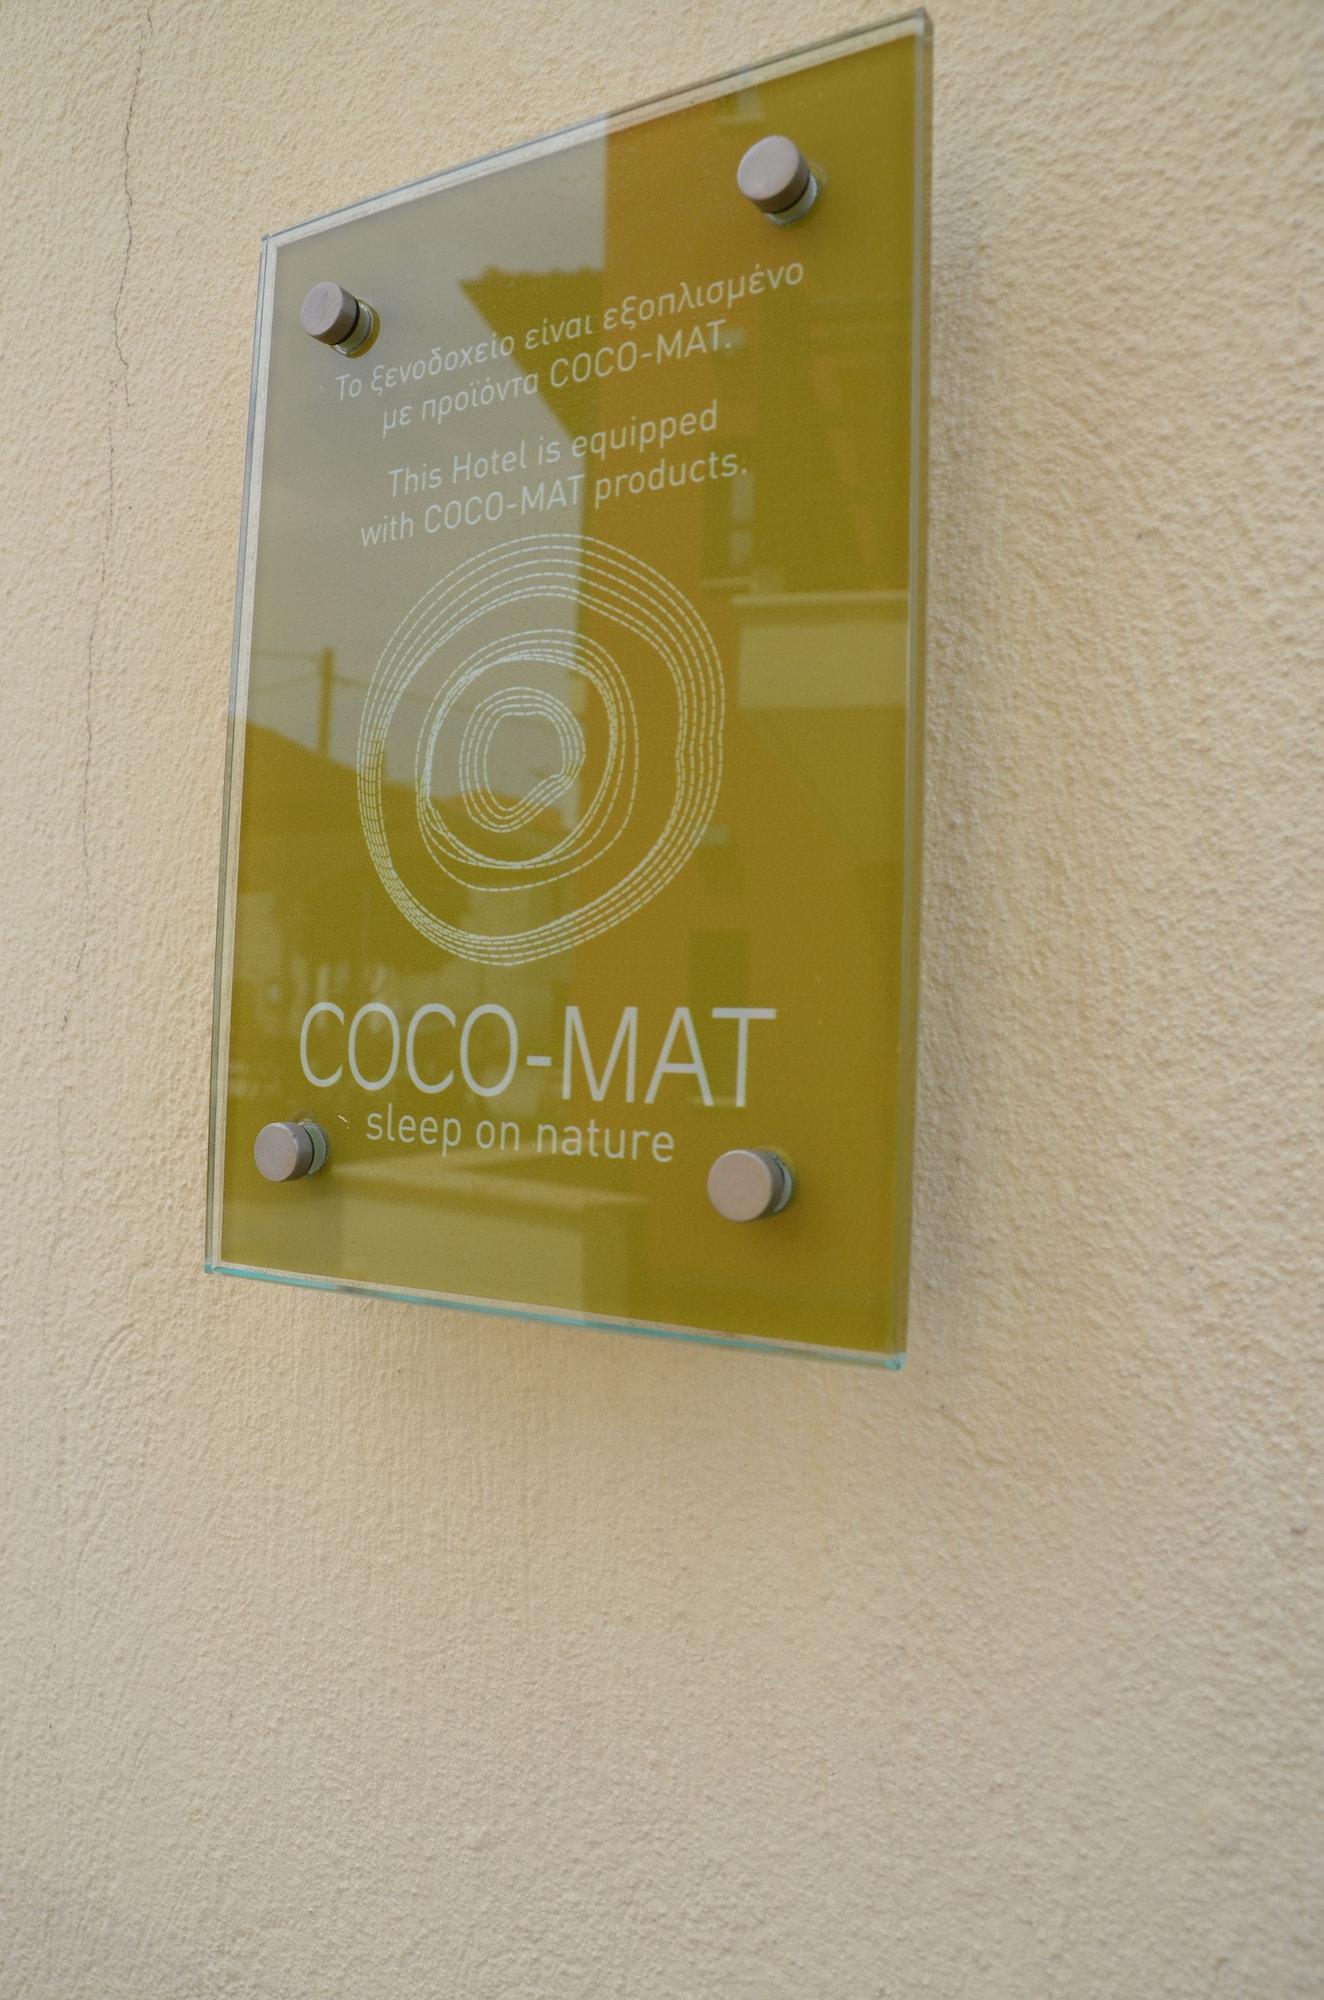 Το ξενοδοχείο είναι εξοπλισμένο
με προϊόντα COCO-MAT.
This Hotel is equipped
with COCO-MAT products.
COCO-MAT
sleep on nature